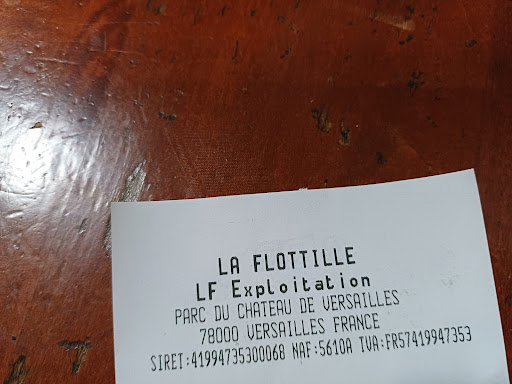 LA FLOTTILLE
LF Exploitation
PARC DU CHATEAU DE VERSAILLES
78000 VERSAILLES FRANCE
SIRET:41994735300068 NAF:5610A TVA:FR57419947353